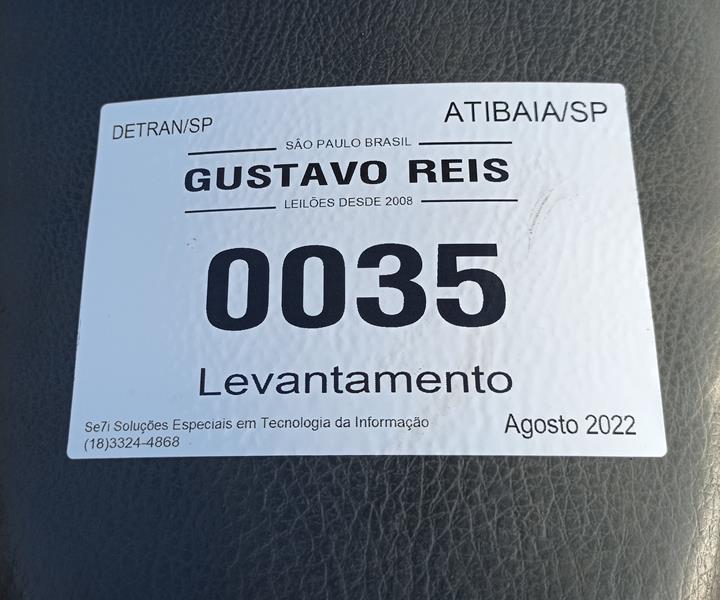 DETRAN/SP
ATIBAIA/SP
SÃO PAULO BRASIL
GUSTAVO REIS
LEILÕES DESDE 2008
0035
Levantamento
Se7i Soluções Especiais em Tecnologia da Informação
(18)3324-4868
Agosto 2022